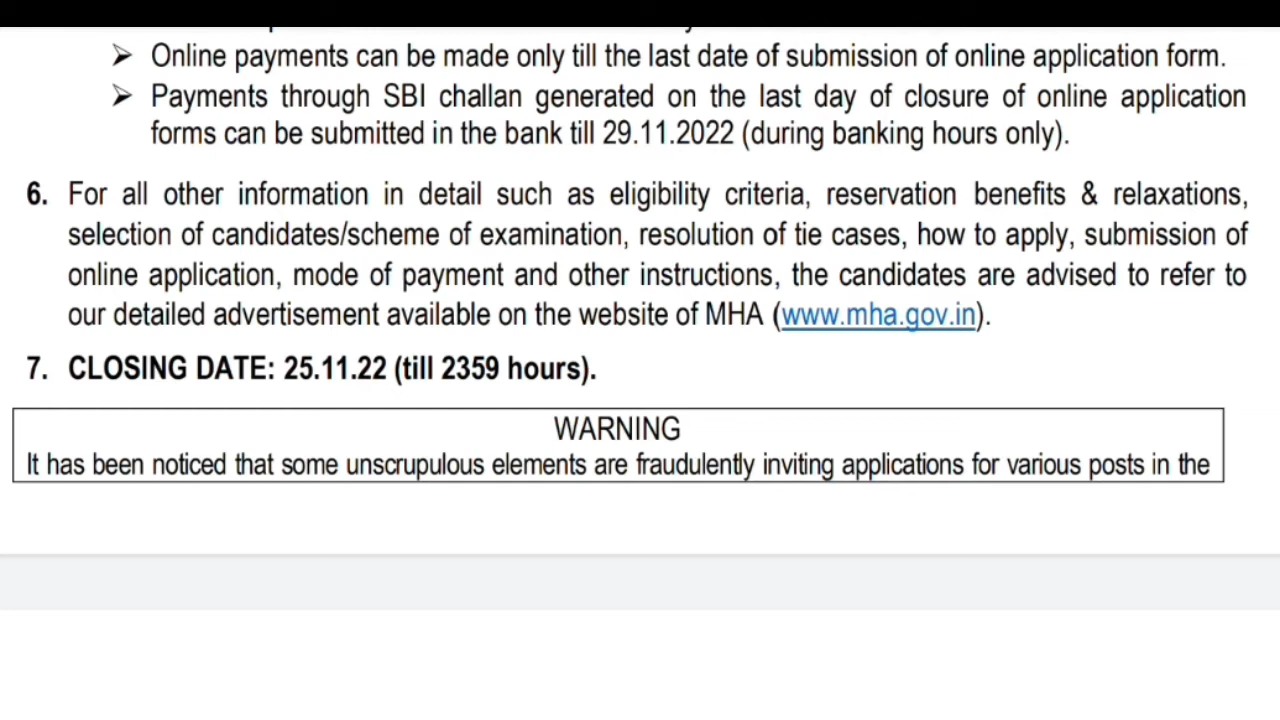 ➢ Online payments can be made only till the last date of submission of online application form.
➢ Payments through SBI challan generated on the last day of closure of online application
forms can be submitted in the bank till 29.11.2022 (during banking hours only).
6. For all other information in detail such as eligibility criteria, reservation benefits & relaxations,
selection of candidates/scheme of examination, resolution of tie cases, how to apply, submission of
online application, mode of payment and other instructions, the candidates are advised to refer to
our detailed advertisement available on the website of MHA (www.mha.gov.in).
7. CLOSING DATE: 25.11.22 (till 2359 hours).
WARNING
It has been noticed that some unscrupulous elements are fraudulently inviting applications for various posts in the